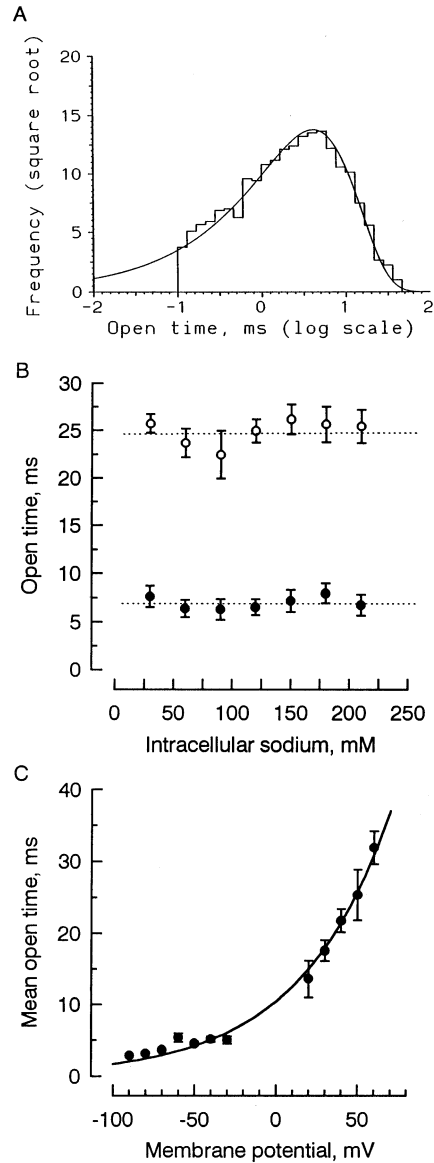 A
Frequency (square root)
20
15
10
5
0
-2
-1
0
1
2
Open time, ms (log scale)
B
Open time, ms
30
25
20
15
10
5
0
0 50 100 150 200 250
Intracellular sodium, mM
C
Mean open time, ms
40
30
20
10
0
-100 -50 0 50
Membrane potential, mV